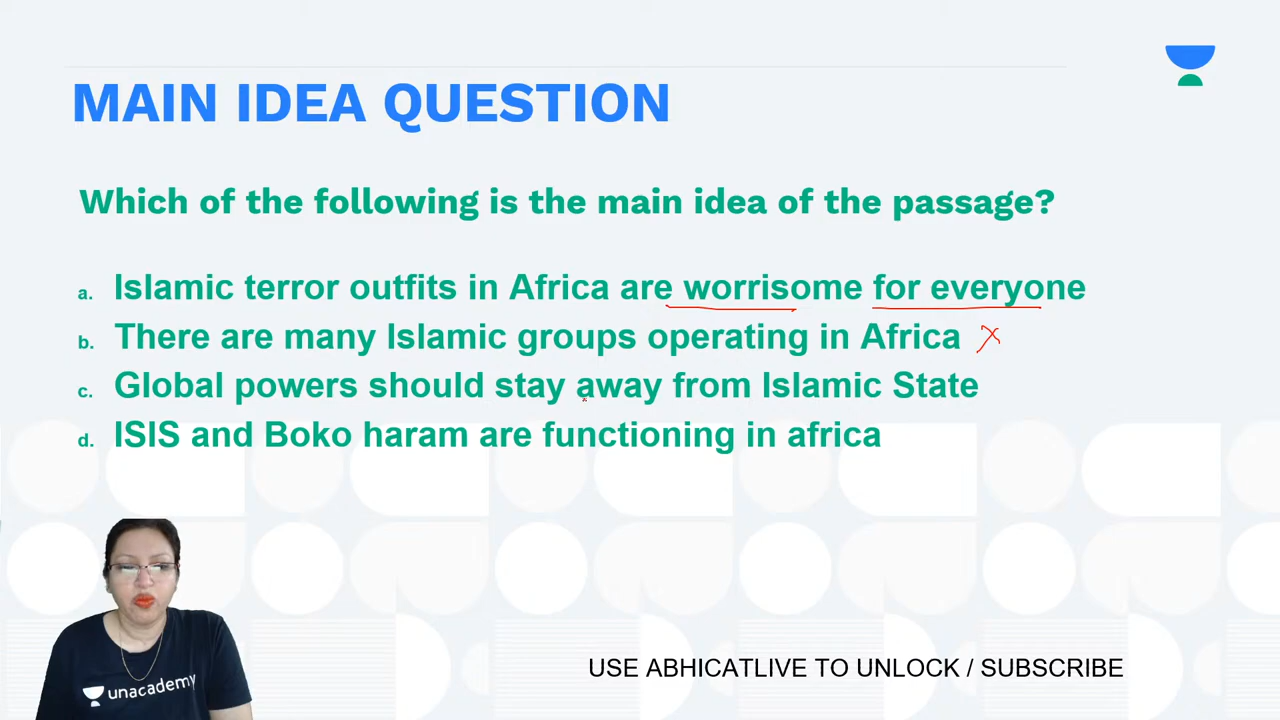 MAIN IDEA QUESTION
Which of the following is the main idea of the passage?
a. Islamic terror outfits in Africa are worrisome for everyone
b. There are many Islamic groups operating in Africa
c. Global powers should stay away from Islamic State
d. ISIS and Boko haram are functioning in africa
unacademy
USE ABHICATLIVE TO UNLOCK / SUBSCRIBE